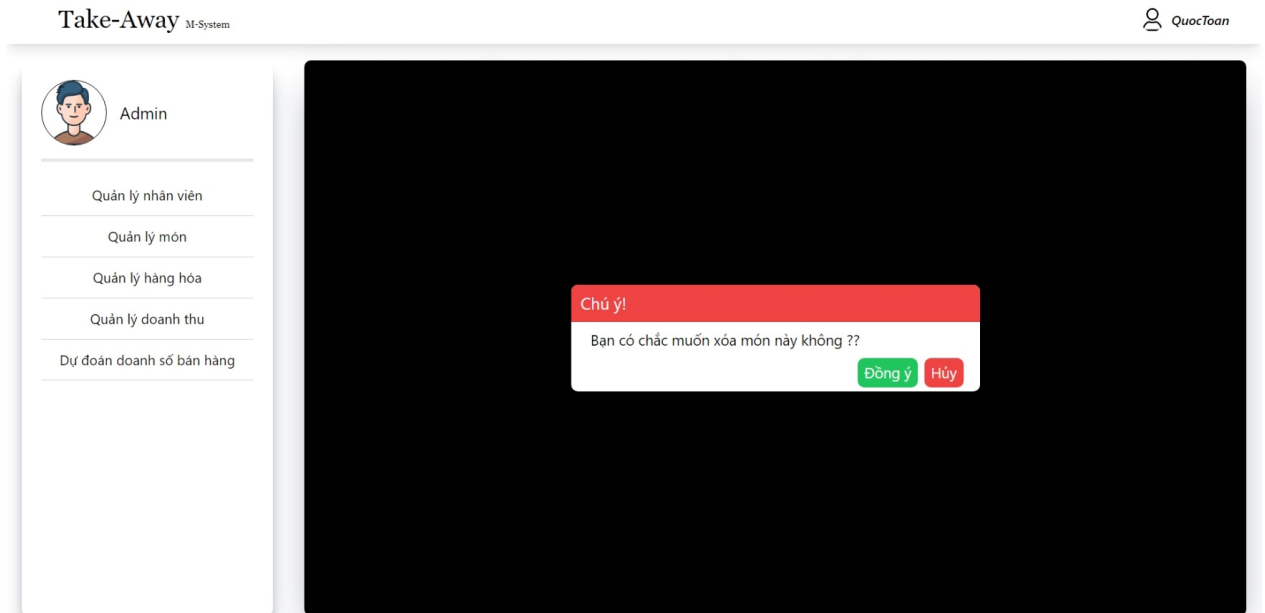 Take-Away M-System
QuocToan
Admin
Quản lý nhân viên
Quản lý món
Quản lý hàng hóa
Quản lý doanh thu
Dự đoán doanh số bán hàng
Chú ý!
Bạn có chắc muốn xóa món này không ??
Đồng ý Hủy